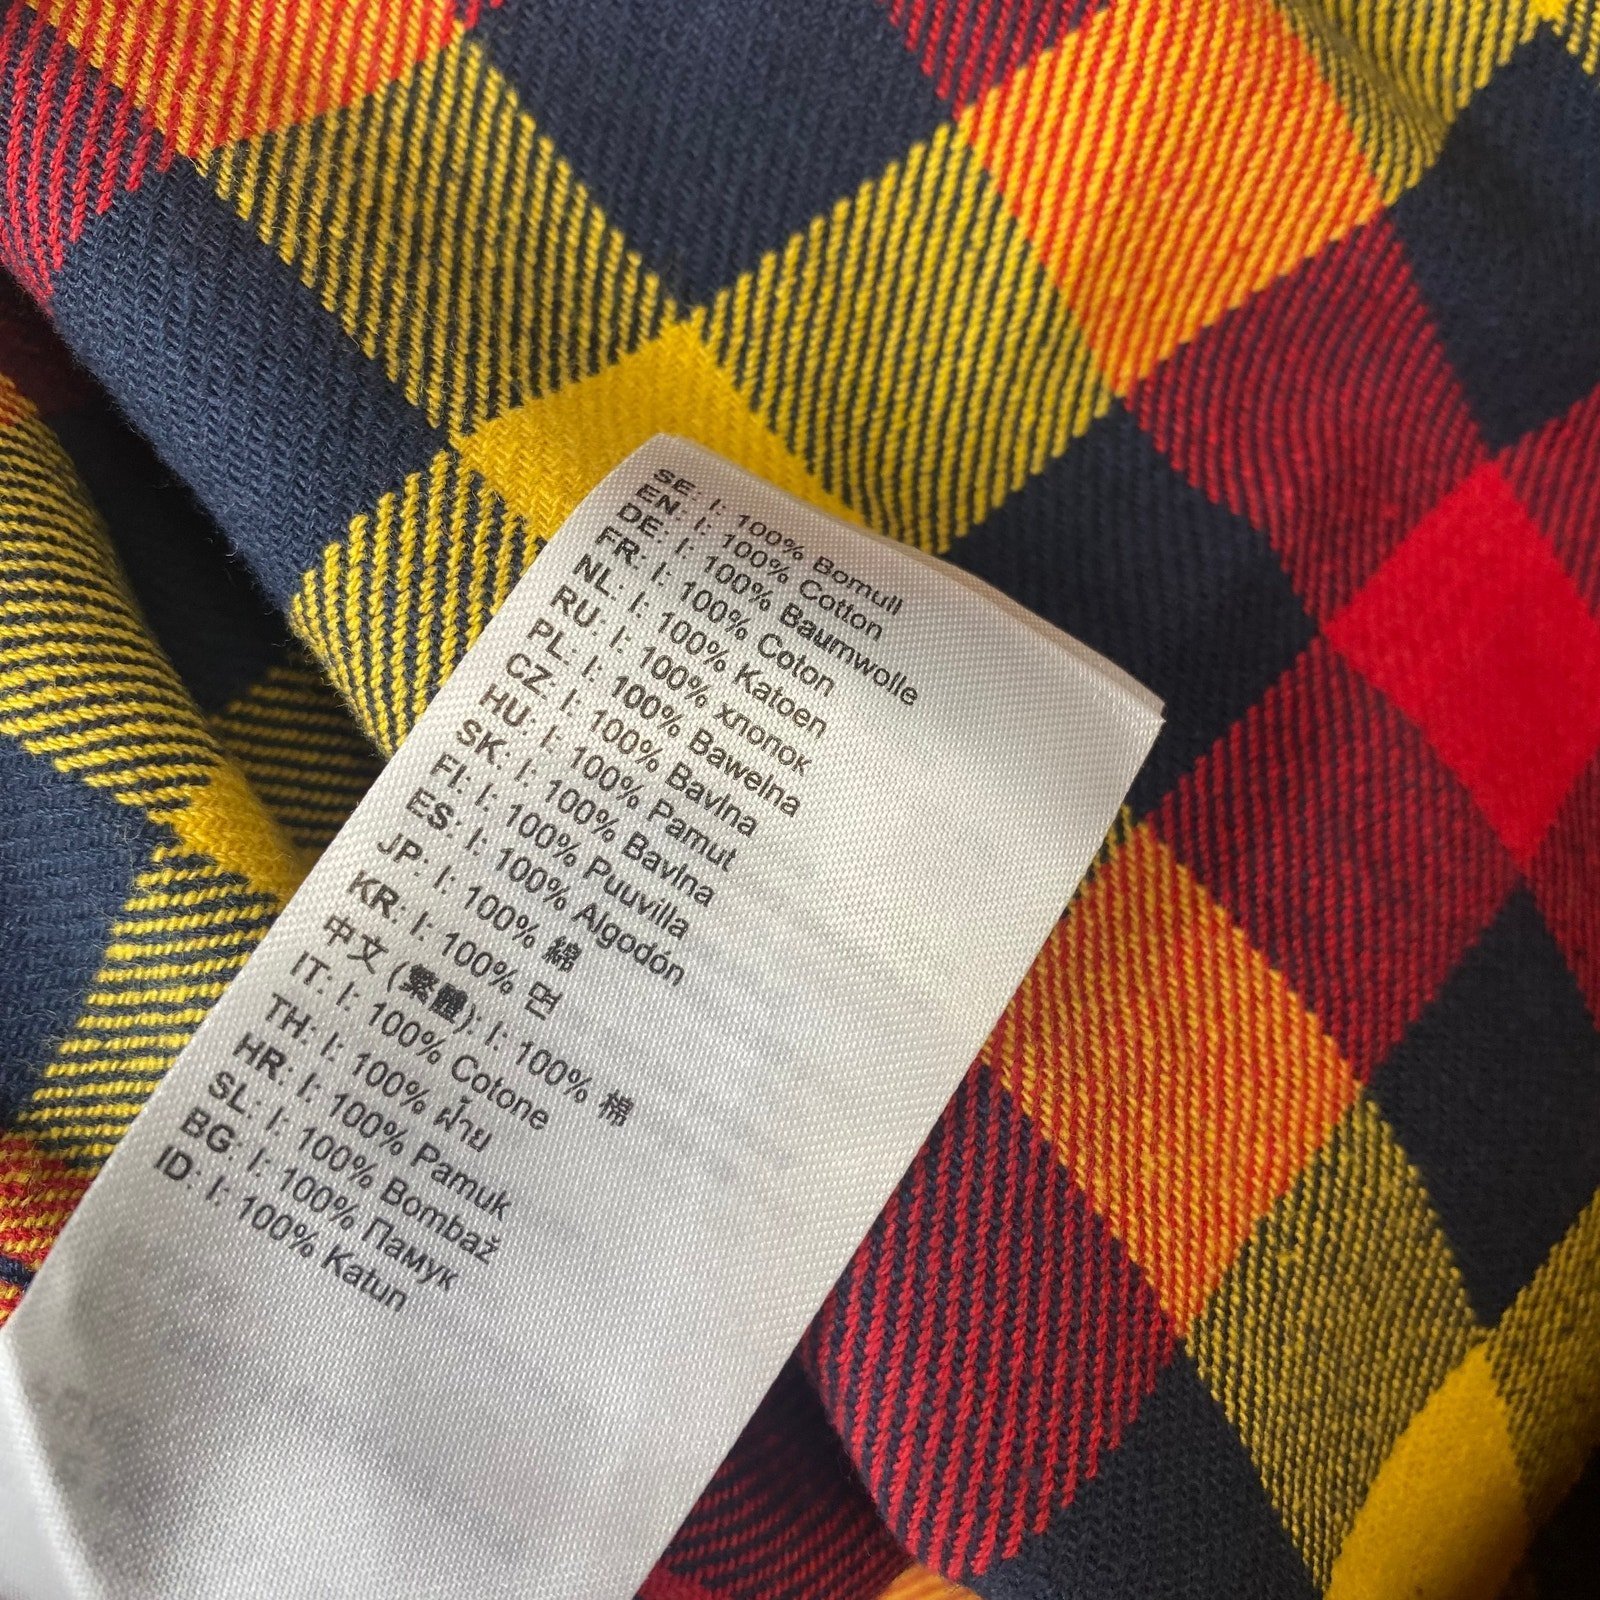 SE: I: 100% Bomull
EN: I: 100% Cotton
DE: I: 100% Baumwolle
FR: I: 100% Coton
NL: I: 100% Katoen
RU: I: 100% хлопок
PL: I: 100% Bawełna
CZ: I: 100% Bavlna
HU: I: 100% Pamut
SK: I: 100% Bavlna
FI: I: 100% Puuvilla
ES: I: 100% Algodón
JP: I: 100% 綿
KR: I: 100% 면
中文 (繁體): I: 100% 棉
IT: I: 100% Cotone
TH: I: 100% ฝ้าย
HR: I: 100% Pamuk
SL: I: 100% Bombaž
BG: I: 100% Памук
ID: I: 100% Katun